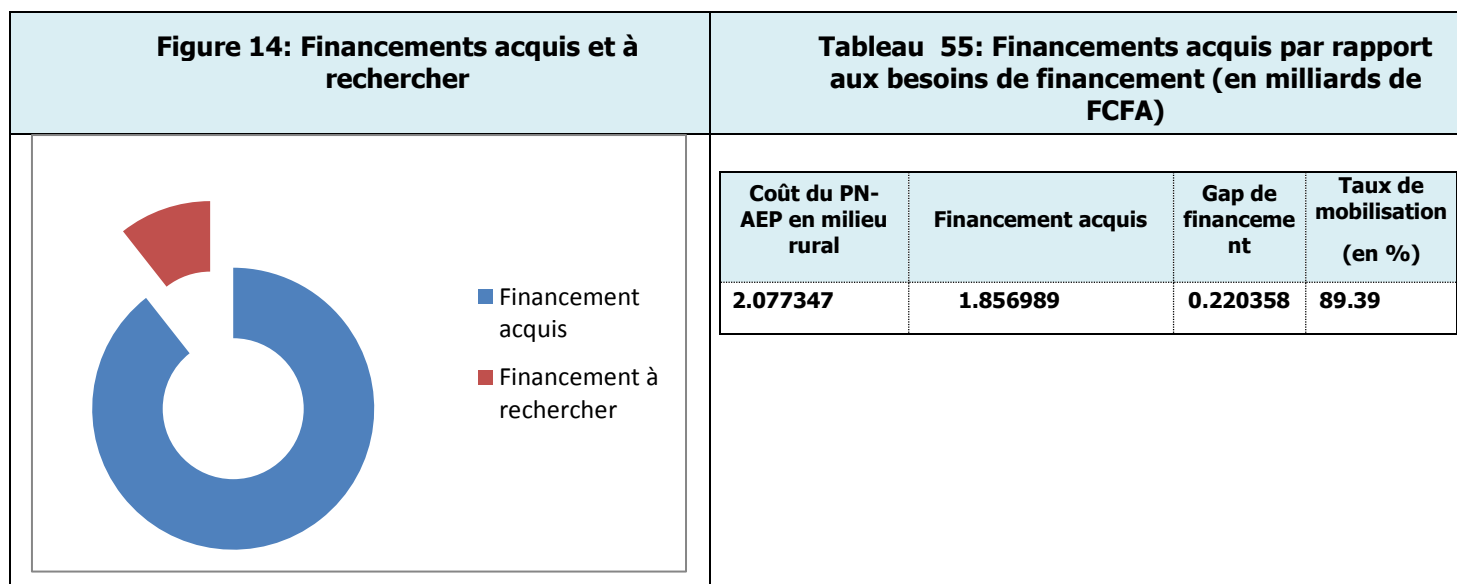 Figure 14: Financements acquis et à
rechercher
Financement
acquis
Financement à
rechercher
Tableau 55: Financements acquis par rapport
aux besoins de financement (en milliards de
FCFA)
Coût du PN-
AEP en milieu
rural
Financement acquis
Gap de
financeme
nt
Taux de
mobilisation
(en %)
2.077347 1.856989 0.220358 89.39